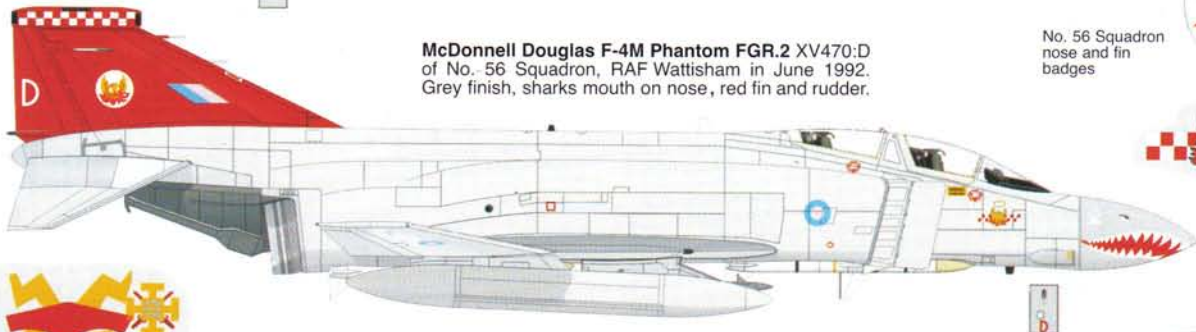 McDonnell Douglas F-4M Phantom FGR.2 XV470:D
of No. 56 Squadron, RAF Wattisham in June 1992.
Grey finish, sharks mouth on nose, red fin and rudder.
No. 56 Squadron
nose and fin
badges
D
D